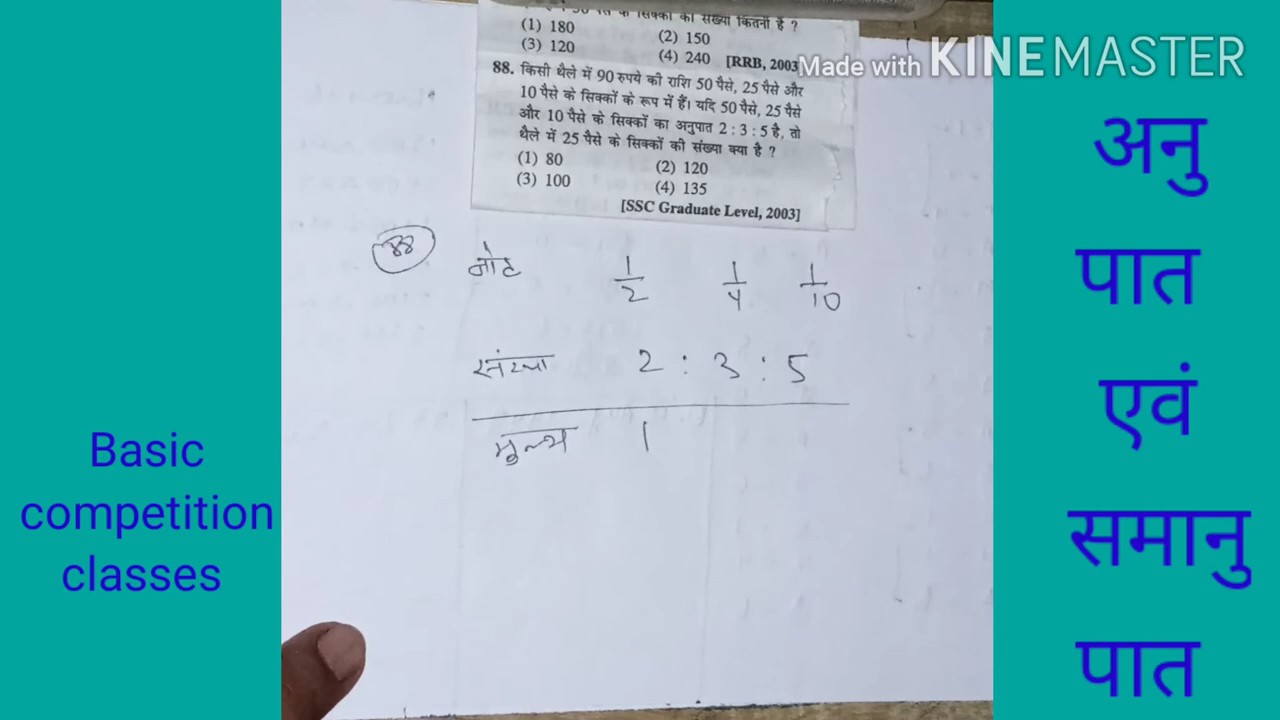 के सिक्कों की संख्या कितनी है ?
(1) 180 (2) 150
(3) 120 (4) 240 [RRB, 2003]
88. किसी थैले में 90 रुपये की राशि 50 पैसे, 25 पैसे और
10 पैसे के सिक्कों के रूप में हैं। यदि 50 पैसे, 25 पैसे
और 10 पैसे के सिक्कों का अनुपात 2 : 3 : 5 है, तो
थैले में 25 पैसे के सिक्कों की संख्या क्या है ?
(1) 80 (2) 120
(3) 100 (4) 135
[SSC Graduate Level, 2003]
Made with KINEMASTER
88 नोट 1/2 1/4 1/10
संख्या 2 : 3 : 5
मूल्य 1
Basic
competition
classes
अनु
पात
एवं
समानु
पात